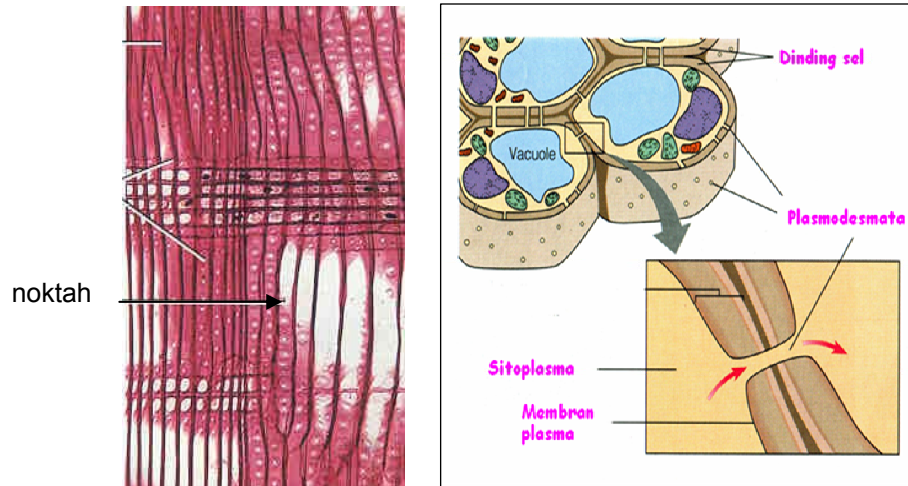 noktah
Dinding sel
Vacuole
Plasmodesmata
Sitoplasma
Membran
plasma